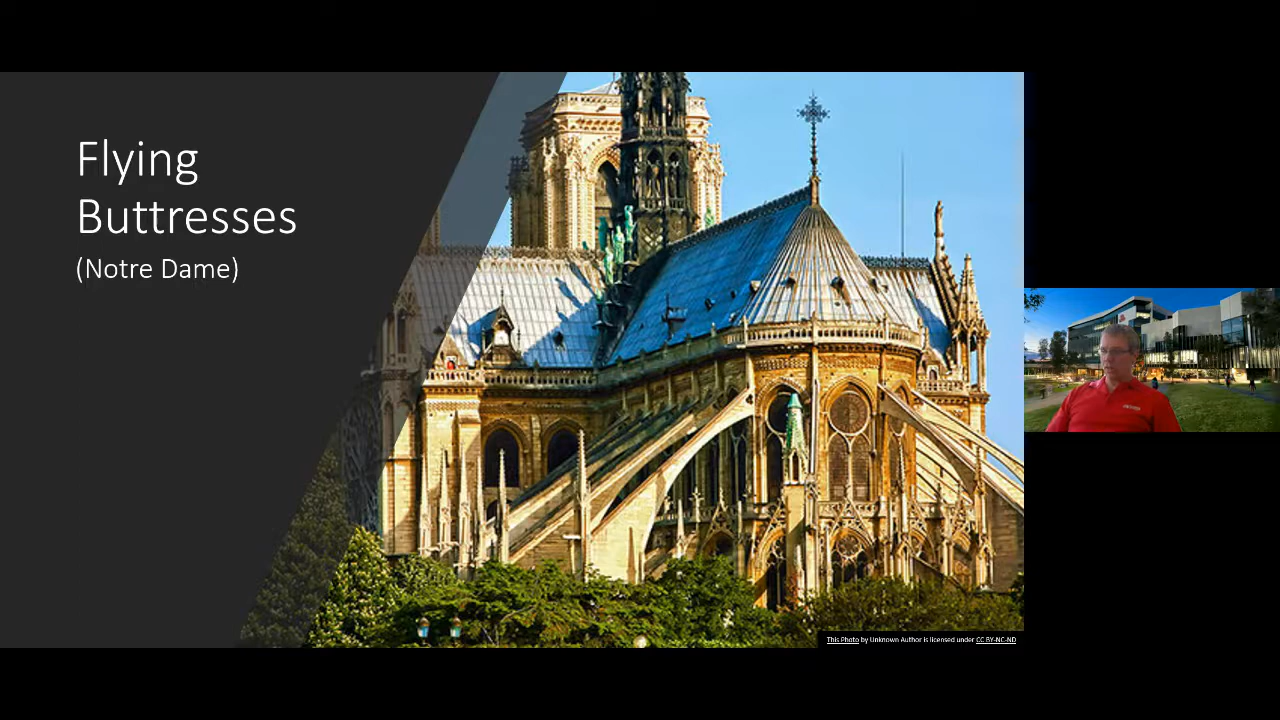 Flying
Buttresses
(Notre Dame)
This Photo by Unknown Author is licensed under CC BY-NC-ND